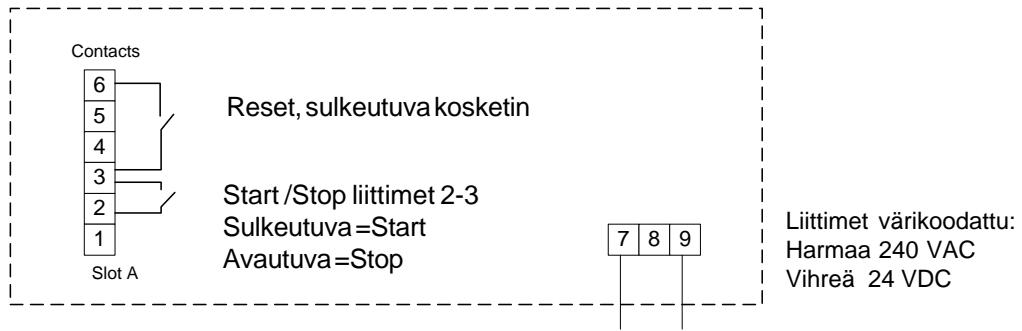 Contacts
6
5
4
3
2
1
Slot A
Reset, sulkeutuva kosketin
Start /Stop liittimet 2-3
Sulkeutuva =Start
Avautuva =Stop
7 8 9
Liittimet värikoodattu:
Harmaa 240 VAC
Vihreä 24 VDC